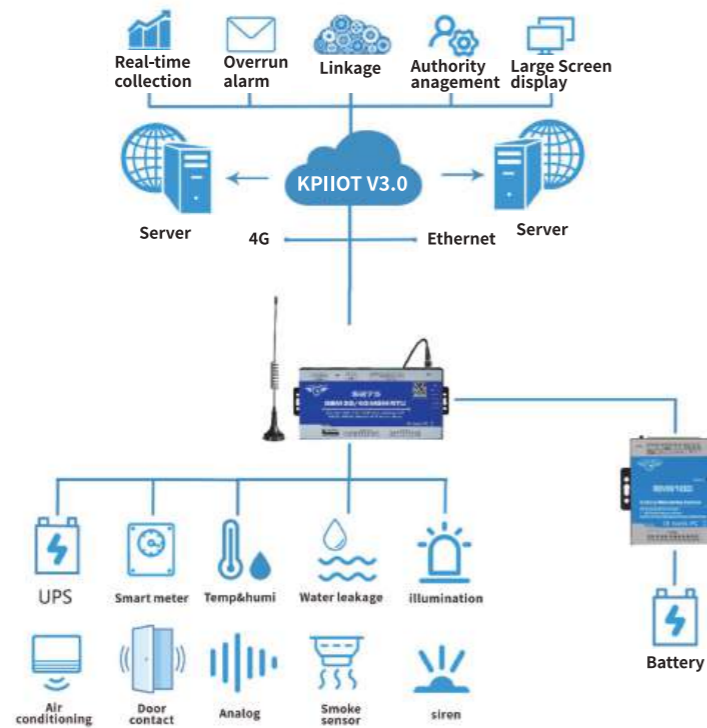 Real-time
collection
Overrun
alarm
Linkage
Authority
anagement
Large Screen
display
KPIIOT V3.0
Server
Server
4G
Ethernet
UPS
Smart meter
Temp&humi
Water leakage
illumination
Battery
Air
conditioning
Door
contact
Analog
Smoke
sensor
siren